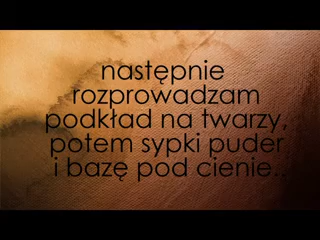 następnie
rozprowadzam
podkład na twarzy,
potem sypki puder
i bazę pod cienie..